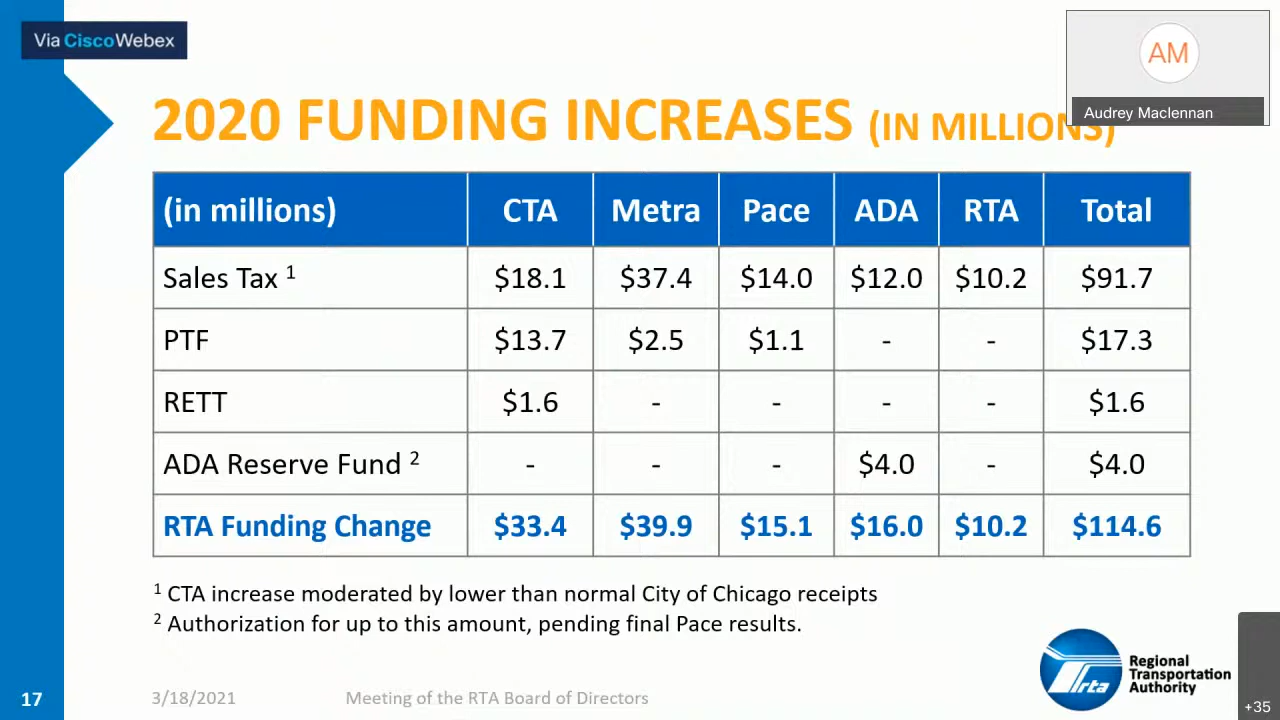 Via CiscoWebex
AM
Audrey Maclennan
2020 FUNDING INCREASES (IN MILLIONS)
(in millions) CTA Metra Pace ADA RTA Total
Sales Tax 1 $18.1 $37.4 $14.0 $12.0 $10.2 $91.7
PTF $13.7 $2.5 $1.1 - - $17.3
RETT $1.6 - - - - $1.6
ADA Reserve Fund 2 - - - $4.0 - $4.0
RTA Funding Change $33.4 $39.9 $15.1 $16.0 $10.2 $114.6
1 CTA increase moderated by lower than normal City of Chicago receipts
2 Authorization for up to this amount, pending final Pace results.
rta
Regional
Transportation
Authority
17 3/18/2021 Meeting of the RTA Board of Directors
+35